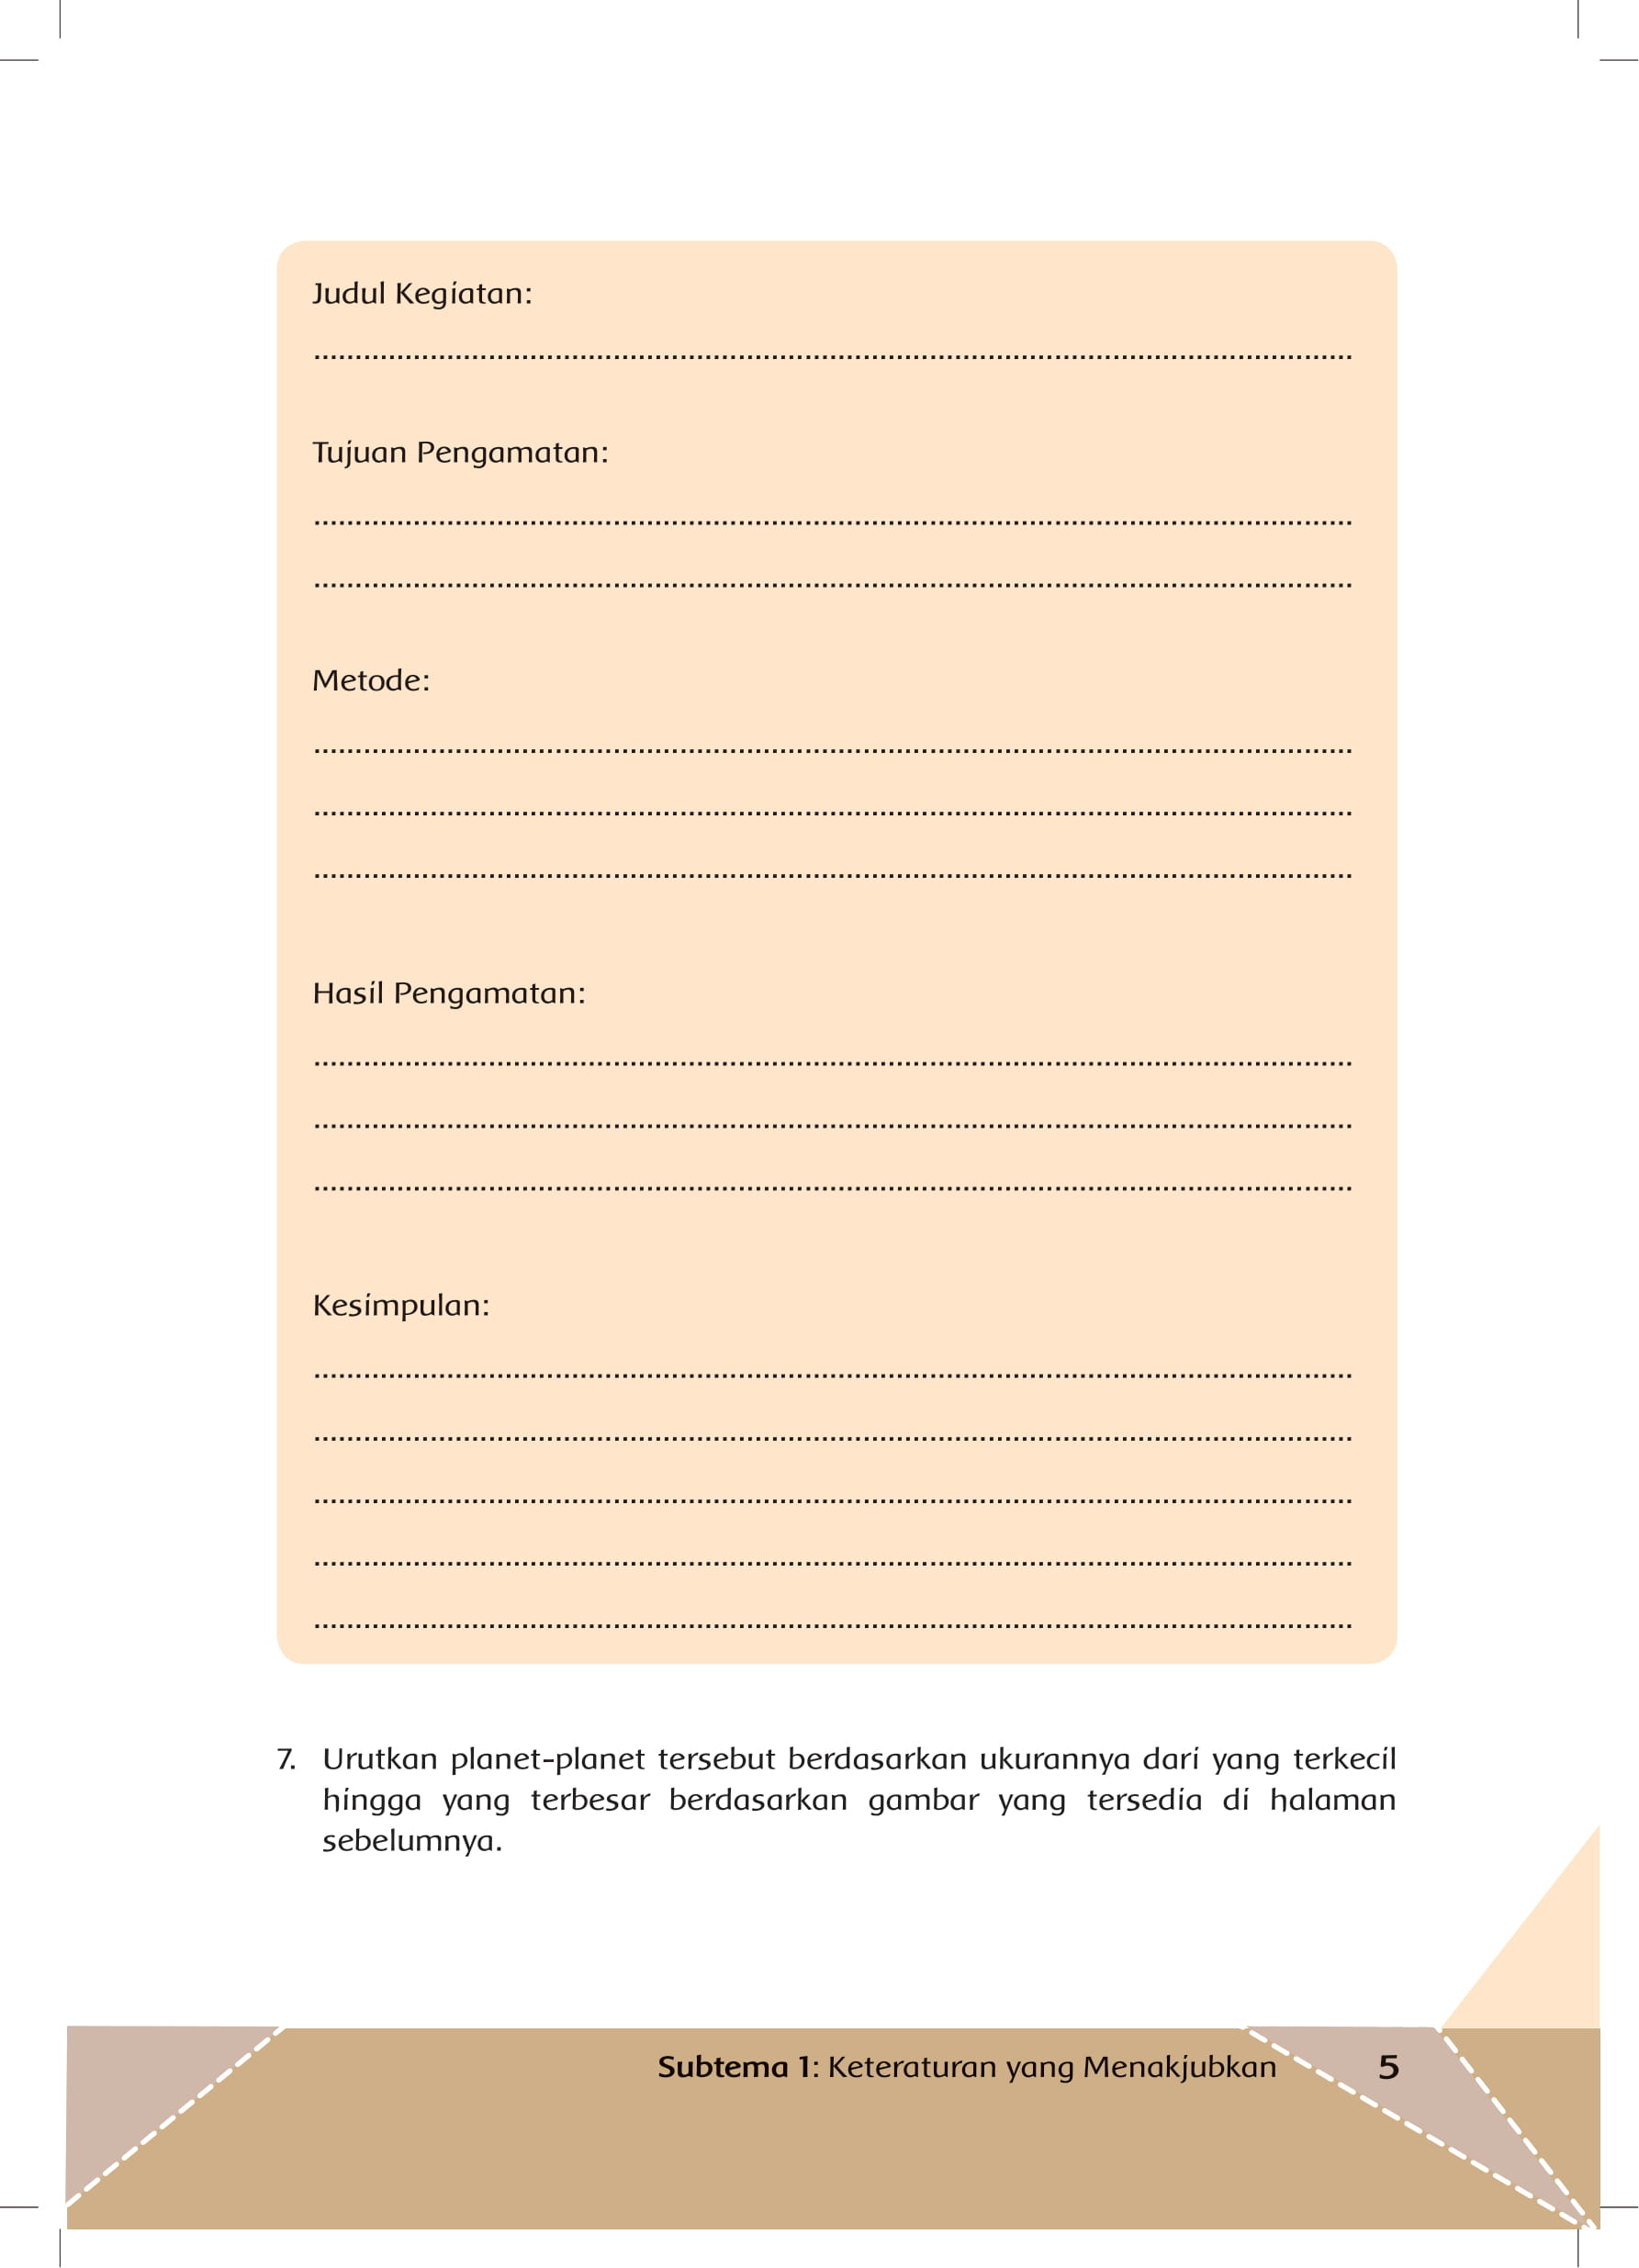 Judul Kegiatan:
................................................................................................................................
Tujuan Pengamatan:
................................................................................................................................
................................................................................................................................
Metode:
................................................................................................................................
................................................................................................................................
................................................................................................................................
Hasil Pengamatan:
................................................................................................................................
................................................................................................................................
................................................................................................................................
Kesimpulan:
................................................................................................................................
................................................................................................................................
................................................................................................................................
................................................................................................................................
................................................................................................................................
7. Urutkan planet-planet tersebut berdasarkan ukurannya dari yang terkecil
hingga yang terbesar berdasarkan gambar yang tersedia di halaman
sebelumnya.
Subtema 1: Keteraturan yang Menakjubkan 5